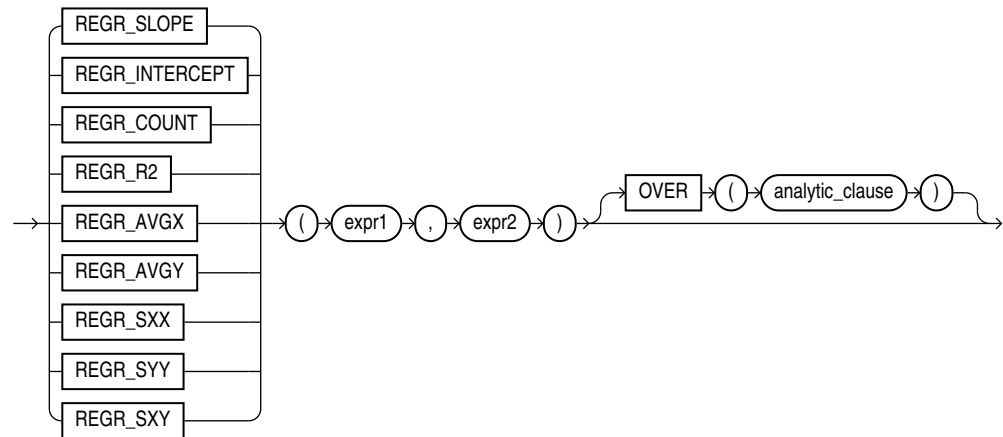 REGR_SLOPE
REGR_INTERCEPT
REGR_COUNT
REGR_R2
REGR_AVGX
REGR_AVGY
REGR_SXX
REGR_SYY
REGR_SXY
( expr1 , expr2 )
OVER ( analytic_clause )